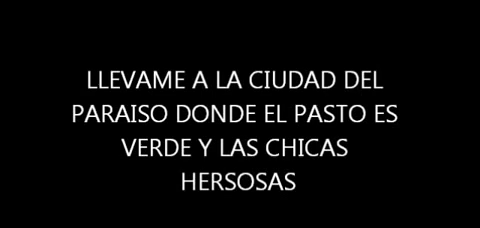 LLEVAME A LA CIUDAD DEL
PARAISO DONDE EL PASTO ES
VERDE Y LAS CHICAS
HERSOSAS